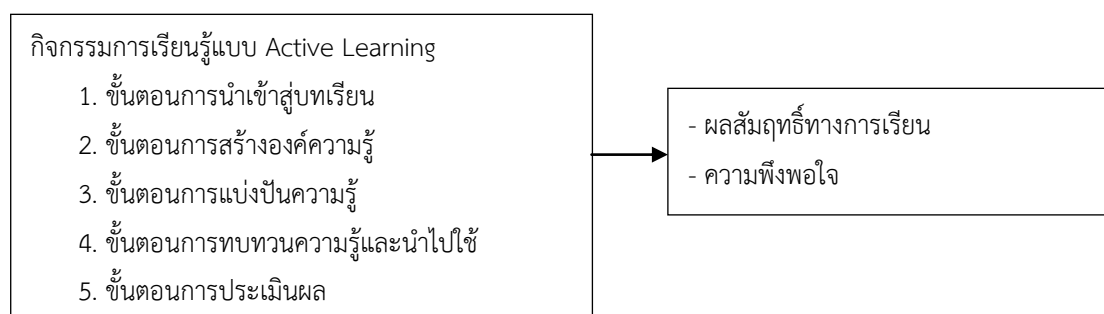 กิจกรรมการเรียนรู้แบบ Active Learning
1. ขั้นตอนการนำเข้าสู่บทเรียน
2. ขั้นตอนการสร้างองค์ความรู้
3. ขั้นตอนการแบ่งปันความรู้
4. ขั้นตอนการทบทวนความรู้และนำไปใช้
5. ขั้นตอนการประเมินผล
- ผลสัมฤทธิ์ทางการเรียน
- ความพึงพอใจ